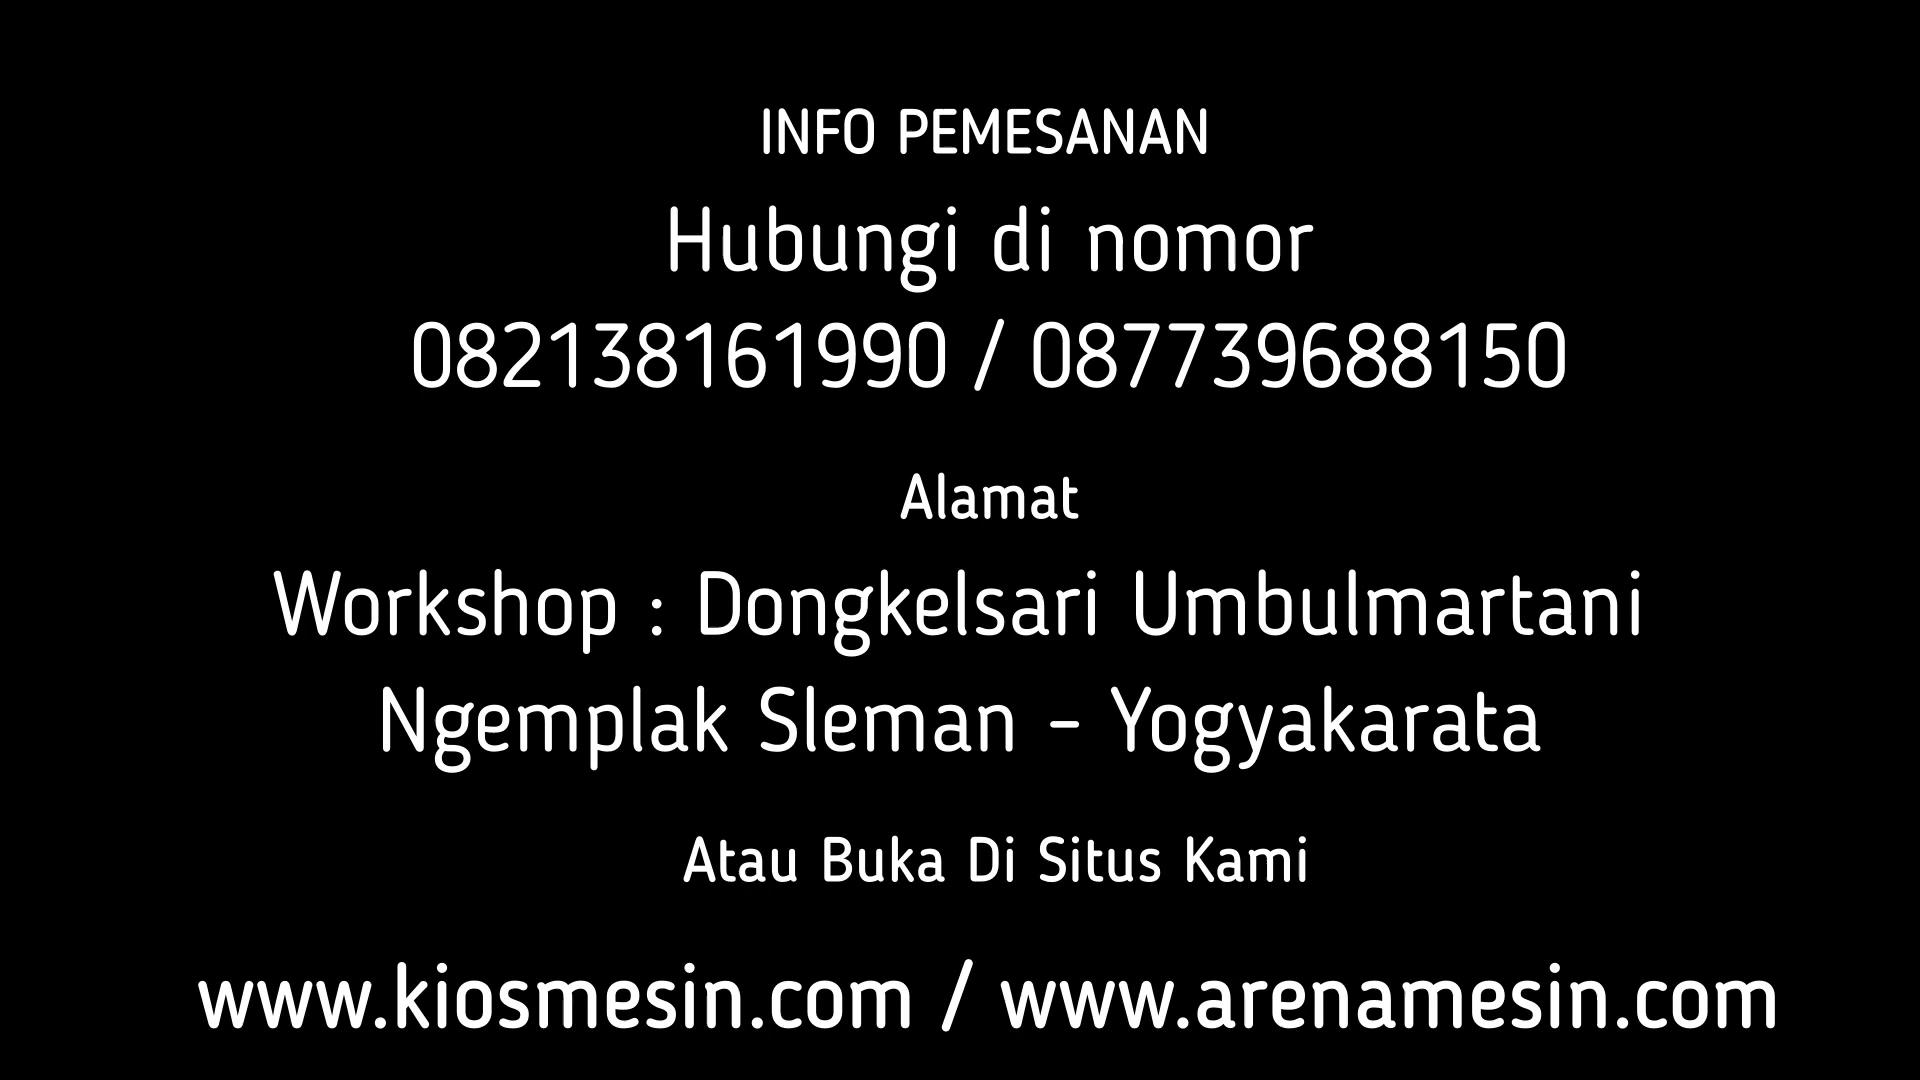 INFO PEMESANAN
Hubungi di nomor
082138161990 / 087739688150
Alamat
Workshop : Dongkelsari Umbulmartani
Ngemplak Sleman - Yogyakarata
Atau Buka Di Situs Kami
www.kiosmesin.com / www.arenamesin.com